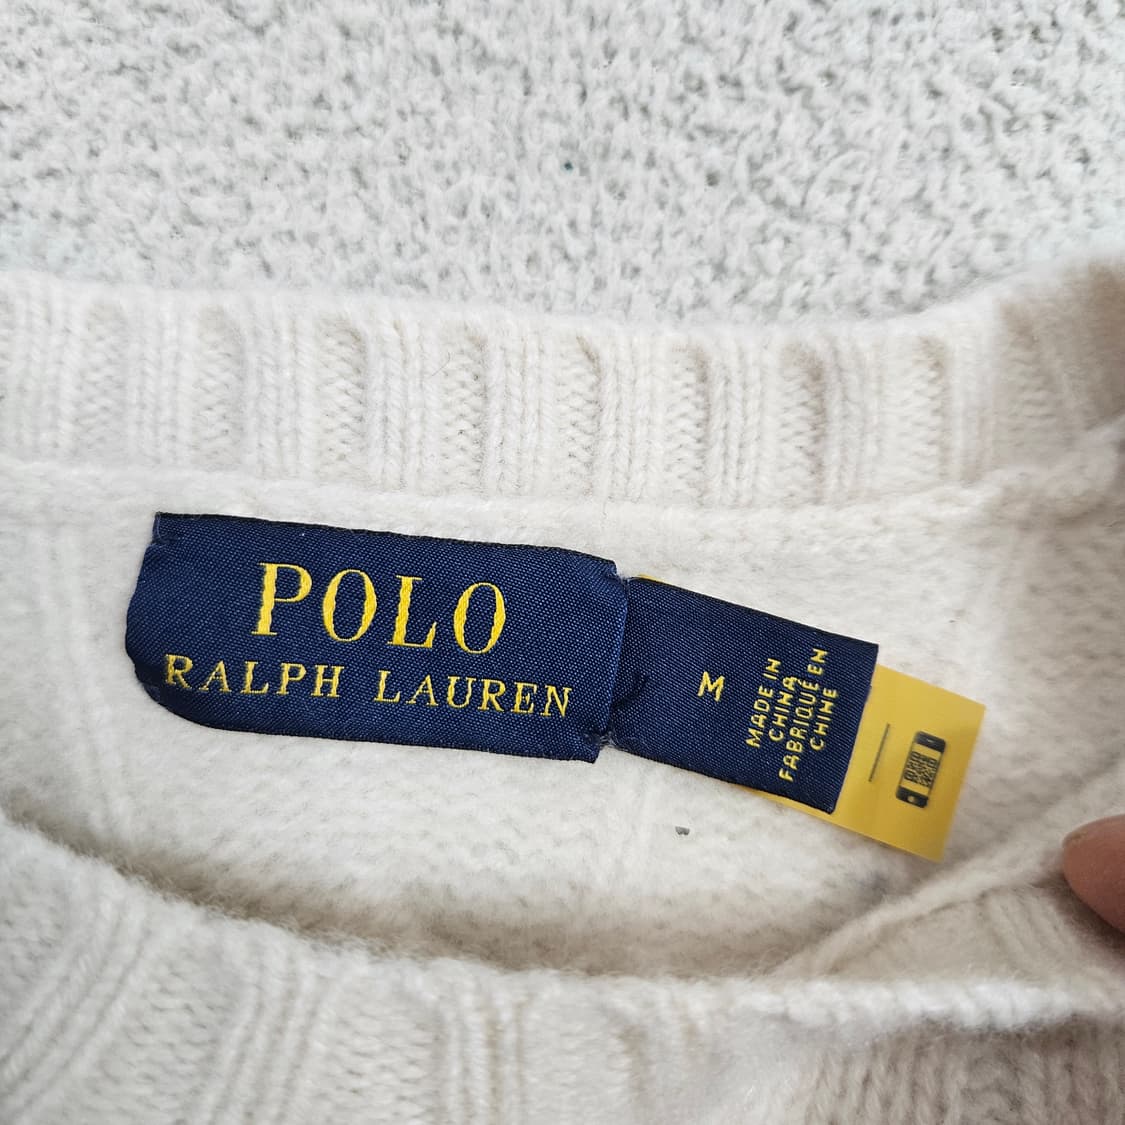 POLO
RALPH LAUREN
M
MADE IN
CHINA
FABRIQUÉ EN
CHINE